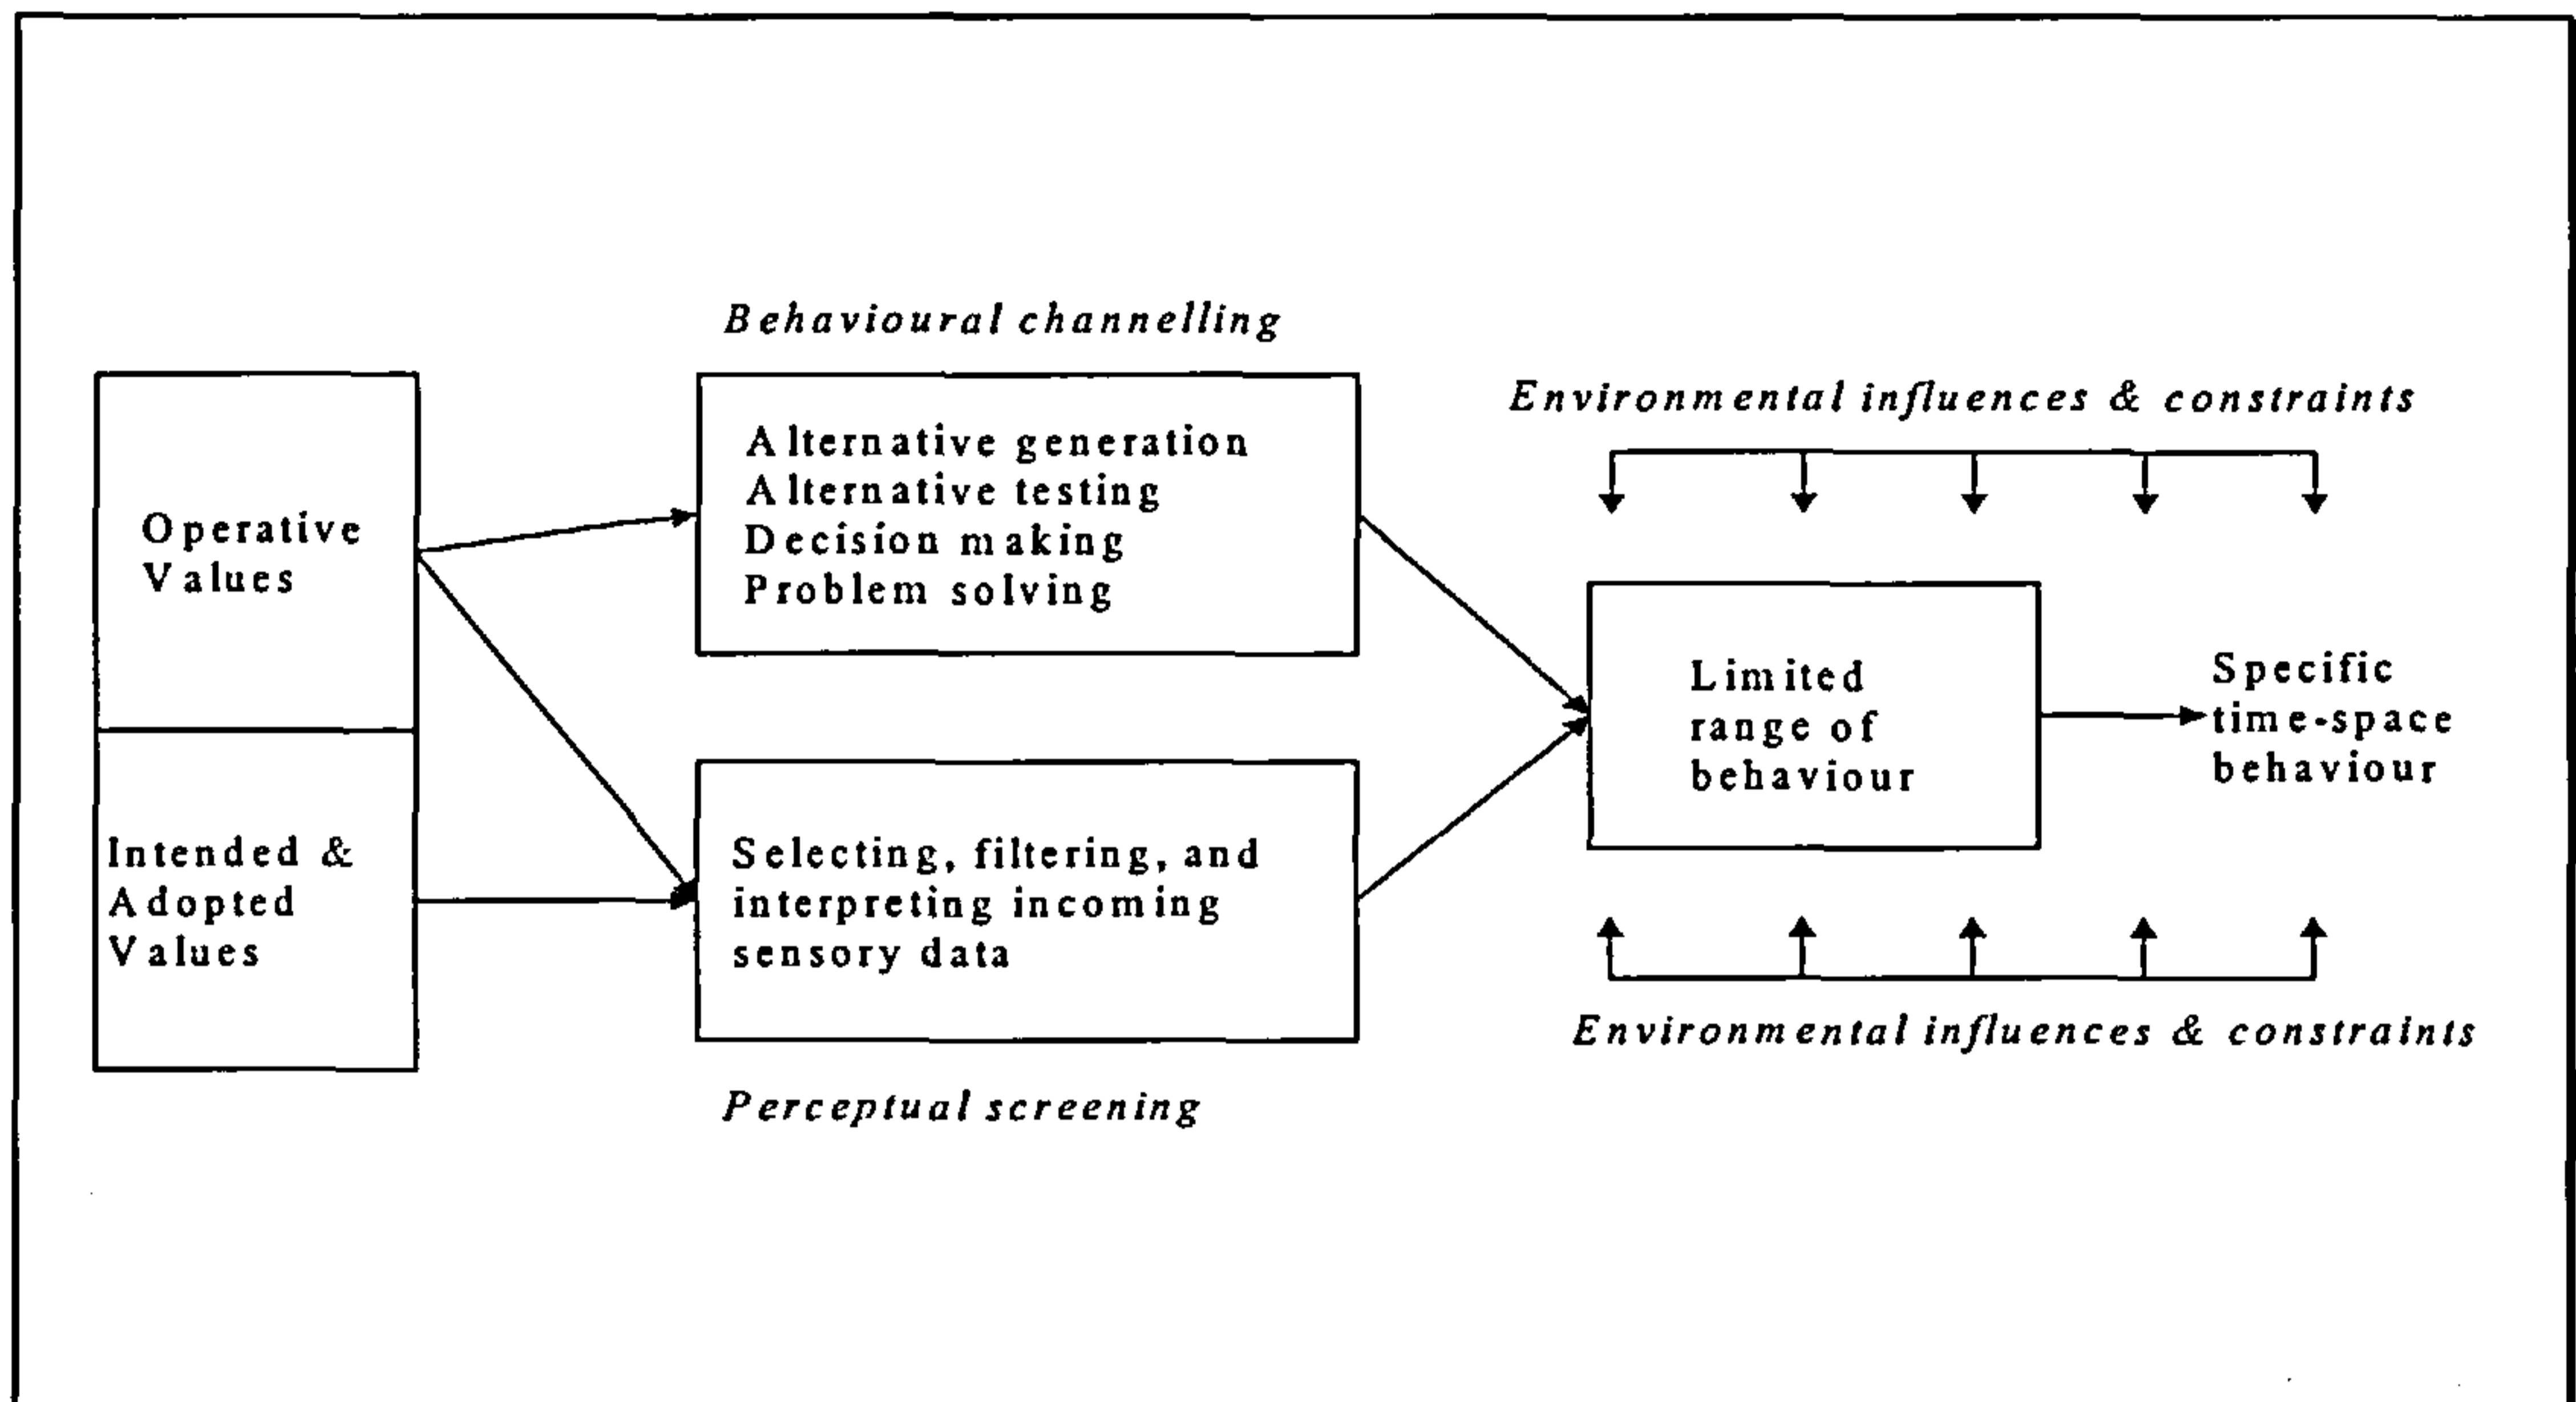 Behavioural channelling
Environmental influences & constraints
Operative
Values
Alternative generation
Alternative testing
Decision making
Problem solving
Limited
range of
behaviour
Specific
time-space
behaviour
Intended &
Adopted
Values
Selecting, filtering, and
interpreting incoming
sensory data
Environmental influences & constraints
Perceptual screening